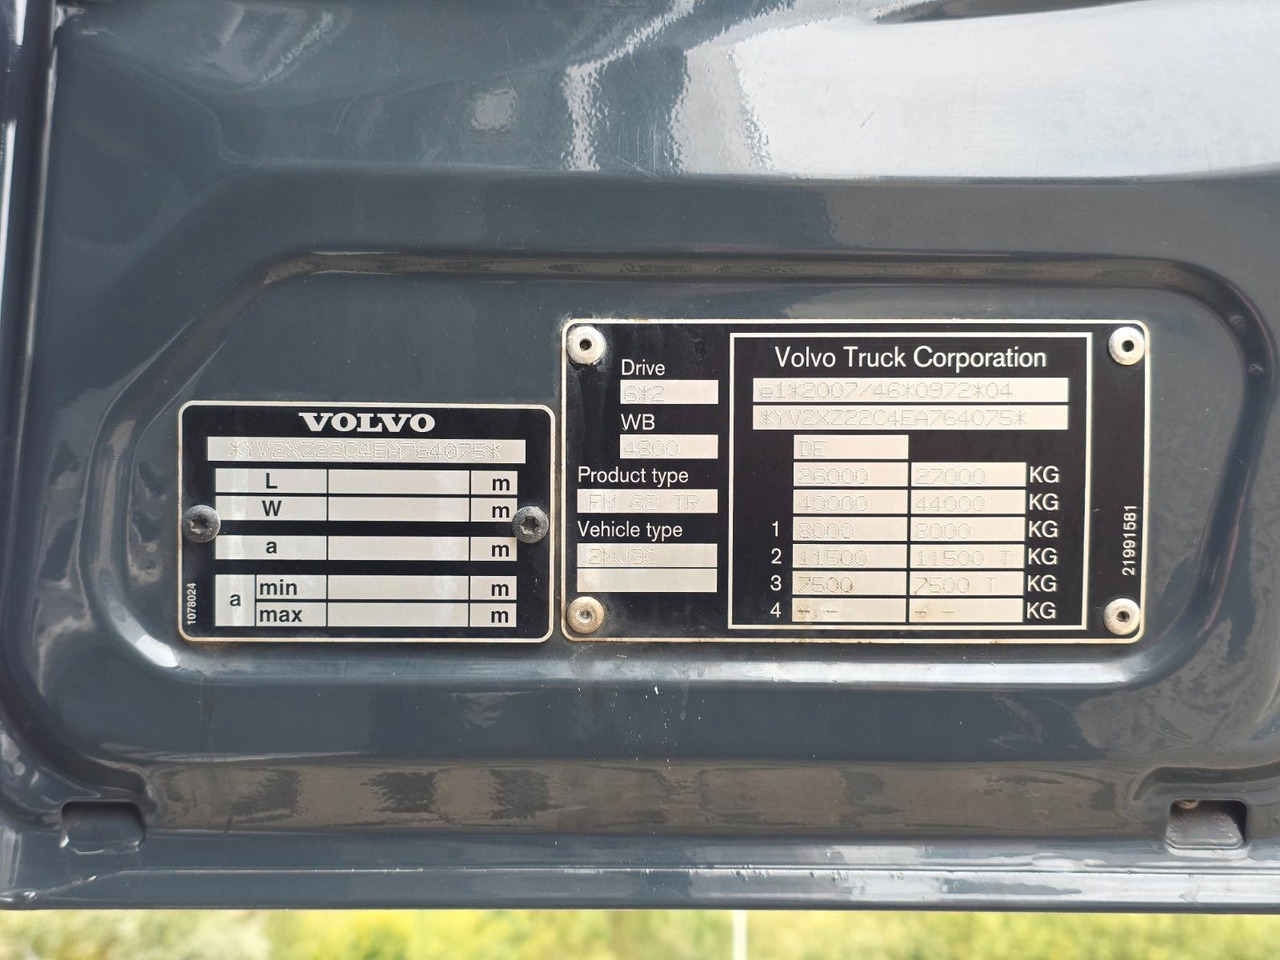 VOLVO
*YV2XZ22C4EA764075*
L m
W m
a m
a min m
max m
1078024
Drive
6*2
WB
4800
Product type
FM 62 TR
Vehicle type
Volvo Truck Corporation
e1*2007/46*0972*04
*YV2XZ22C4EA764075*
DE
26000 27000 KG
40000 44000 KG
1 8000 8000 KG
2 11500 11500 T KG
3 7500 7500 T KG
4 - - - - KG
21991581